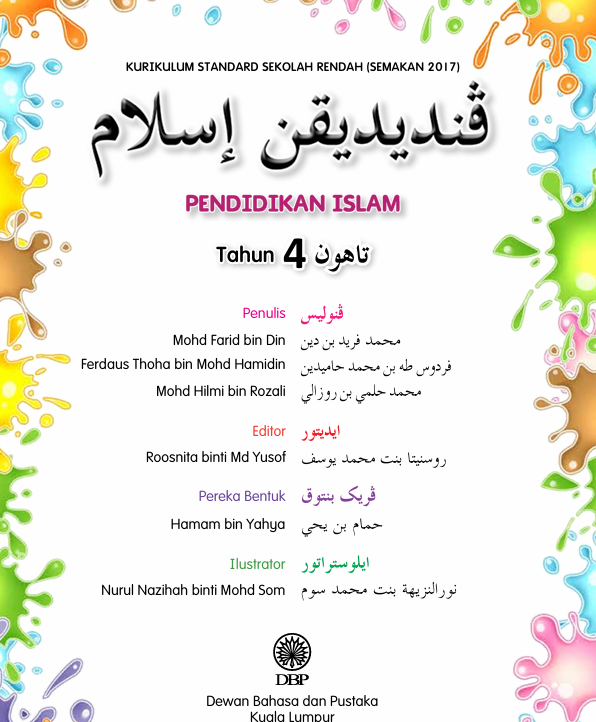 KURIKULUM STANDARD SEKOLAH RENDAH (SEMAKAN 2017)
ڤنديديقن إسلام
PENDIDIKAN ISLAM
Tahun 4 تاهون
Penulis ڤنوليس
Mohd Farid bin Din محمد فريد بن دين
Ferdaus Thoha bin Mohd Hamidin فردوس طه بن محمد حاميدين
Mohd Hilmi bin Rozali محمد حلمي بن روزالي
Editor ايديتور
Roosnita binti Md Yusof روسنيتا بنت محمد يوسف
Pereka Bentuk ڤريک بنتوق
Hamam bin Yahya حمام بن يحي
Ilustrator ايلوستراتور
Nurul Nazihah binti Mohd Som نورالنزيهة بنت محمد سوم
DBP
Dewan Bahasa dan Pustaka
Kuala Lumpur